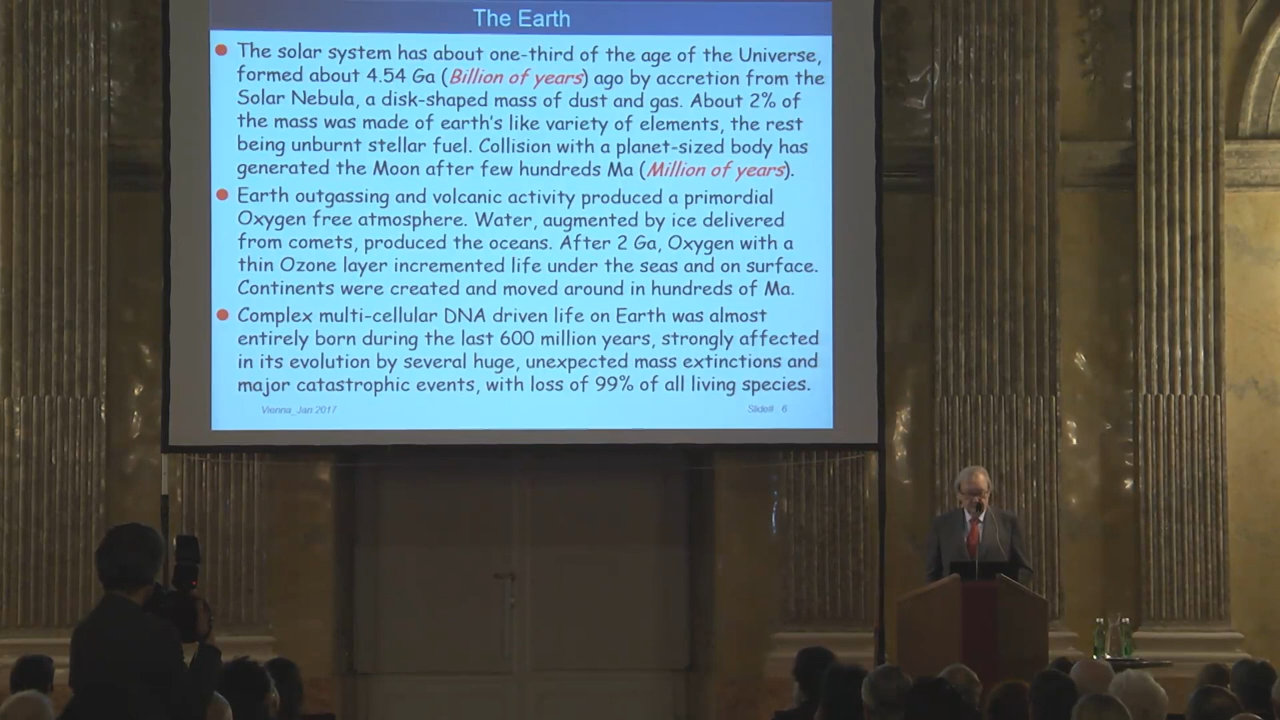 The Earth
The solar system has about one-third of the age of the Universe,
formed about 4.54 Ga (Billion of years) ago by accretion from the
Solar Nebula, a disk-shaped mass of dust and gas. About 2% of
the mass was made of earth's like variety of elements, the rest
being unburnt stellar fuel. Collision with a planet-sized body has
generated the Moon after few hundreds Ma (Million of years).
Earth outgassing and volcanic activity produced a primordial
Oxygen free atmosphere. Water, augmented by ice delivered
from comets, produced the oceans. After 2 Ga, Oxygen with a
thin Ozone layer incremented life under the seas and on surface.
Continents were created and moved around in hundreds of Ma.
Complex multi-cellular DNA driven life on Earth was almost
entirely born during the last 600 million years, strongly affected
in its evolution by several huge, unexpected mass extinctions and
major catastrophic events, with loss of 99% of all living species.
Vienna_Jan 2017
Slide# 6